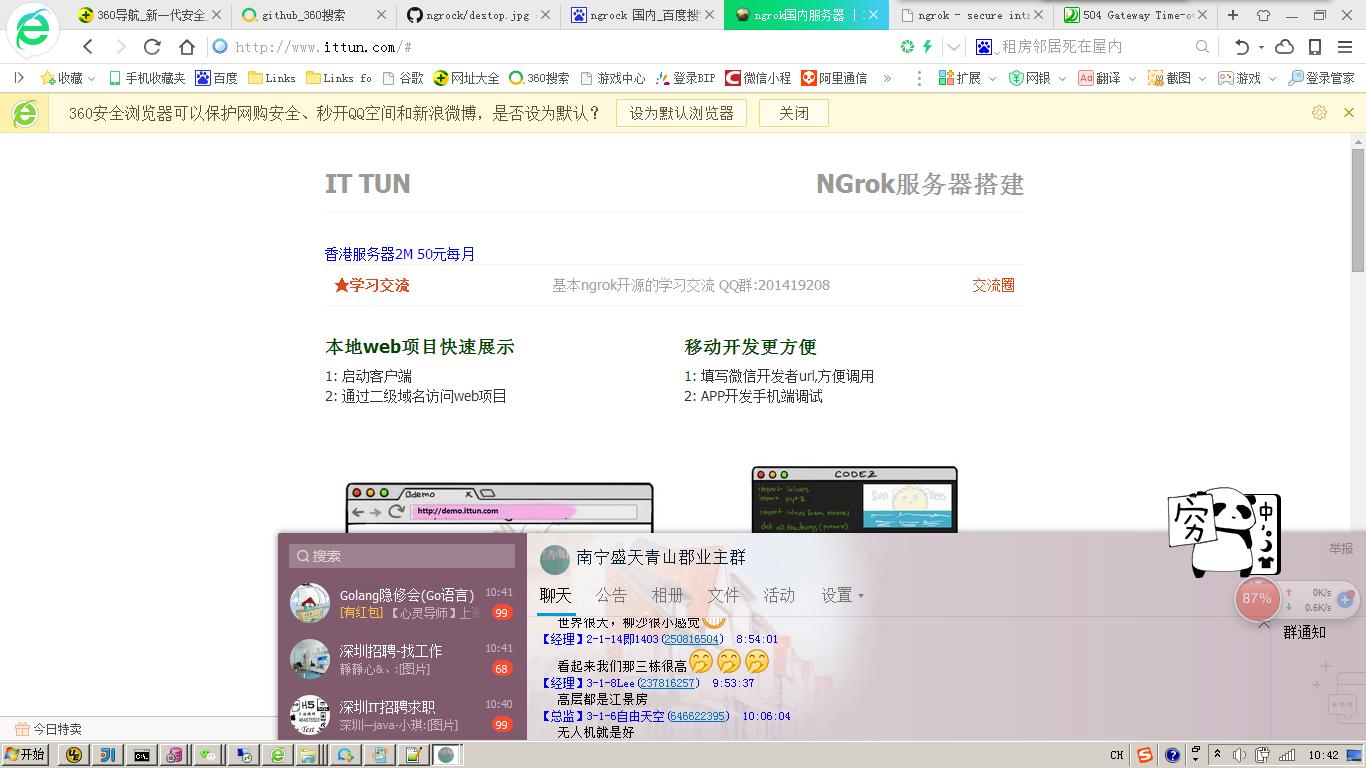 360导航_新一代安全
github_360搜索
ngrock/destop.jpg
ngrock 国内_百度搜
ngrok国内服务器 |
ngrok - secure int
504 Gateway Time-o
http://www.ittun.com/#
租房邻居死在屋内
收藏 手机收藏夹 百度 Links Links fo 谷歌 网址大全 360搜索 游戏中心 登录BIP 微信小程 阿里通信 » 扩展 网银 翻译 截图 游戏 登录管家
360安全浏览器可以保护网购安全、秒开QQ空间和新浪微博，是否设为默认？ 设为默认浏览器 关闭
IT TUN NGrok服务器搭建
香港服务器2M 50元每月
★学习交流 基本ngrok开源的学习交流 QQ群:201419208 交流圈
本地web项目快速展示
1: 启动客户端
2: 通过二级域名访问web项目
移动开发更方便
1: 填写微信开发者url,方便调用
2: APP开发手机端调试
demo
http://demo.ittun.com
CODEZ
穷
中
搜索
Golang隐修会(Go语言) 10:41
[有红包]【心灵导师】上 99
深圳招聘-找工作 10:41
静静心&、:[图片] 68
深圳IT招聘求职 10:40
深圳—java-小琪:[图片] 99
南宁盛天青山郡业主群
举报
聊天 公告 相册 文件 活动 设置
87% 0K/s
0.6K/s
群通知
世界很大，柳沙很小感觉
【经理】2-1-14即1403(250816504) 8:54:01
看起来我们那三栋很高
【经理】3-1-8Lee(237816257) 9:53:37
高层都是江景房
【总监】3-1-6自由天空(646622395) 10:06:04
无人机就是好
今日特卖
开始
CH
10:42